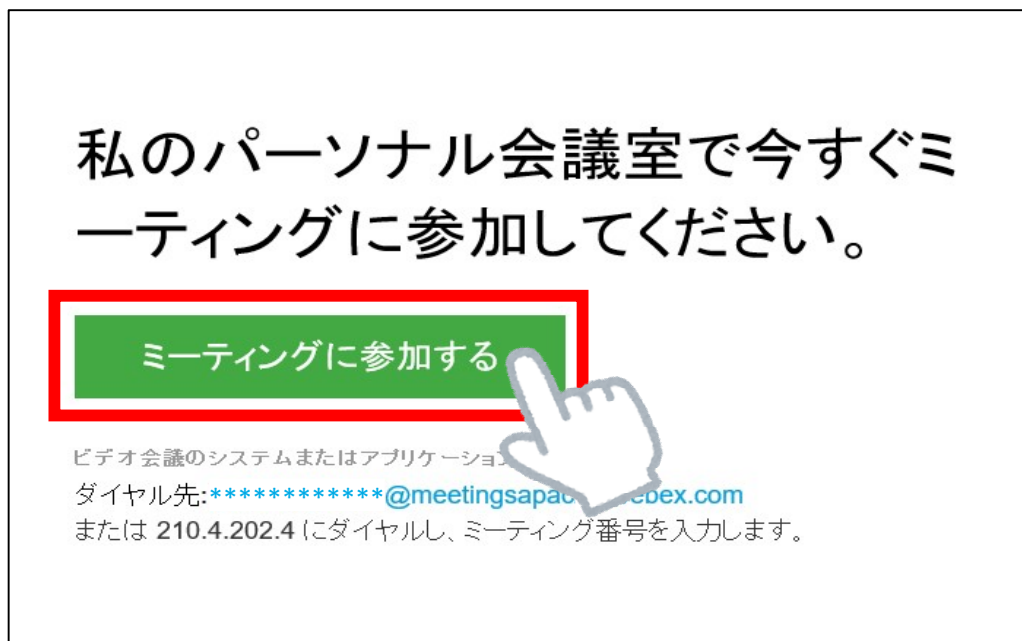 私のパーソナル会議室で今すぐミ
ーティングに参加してください。
ミーティングに参加する
ビデオ会議のシステムまたはアプリケーション
ダイヤル先:************@meetingsapac ebex.com
または 210.4.202.4 にダイヤルし、ミーティング番号を入力します。